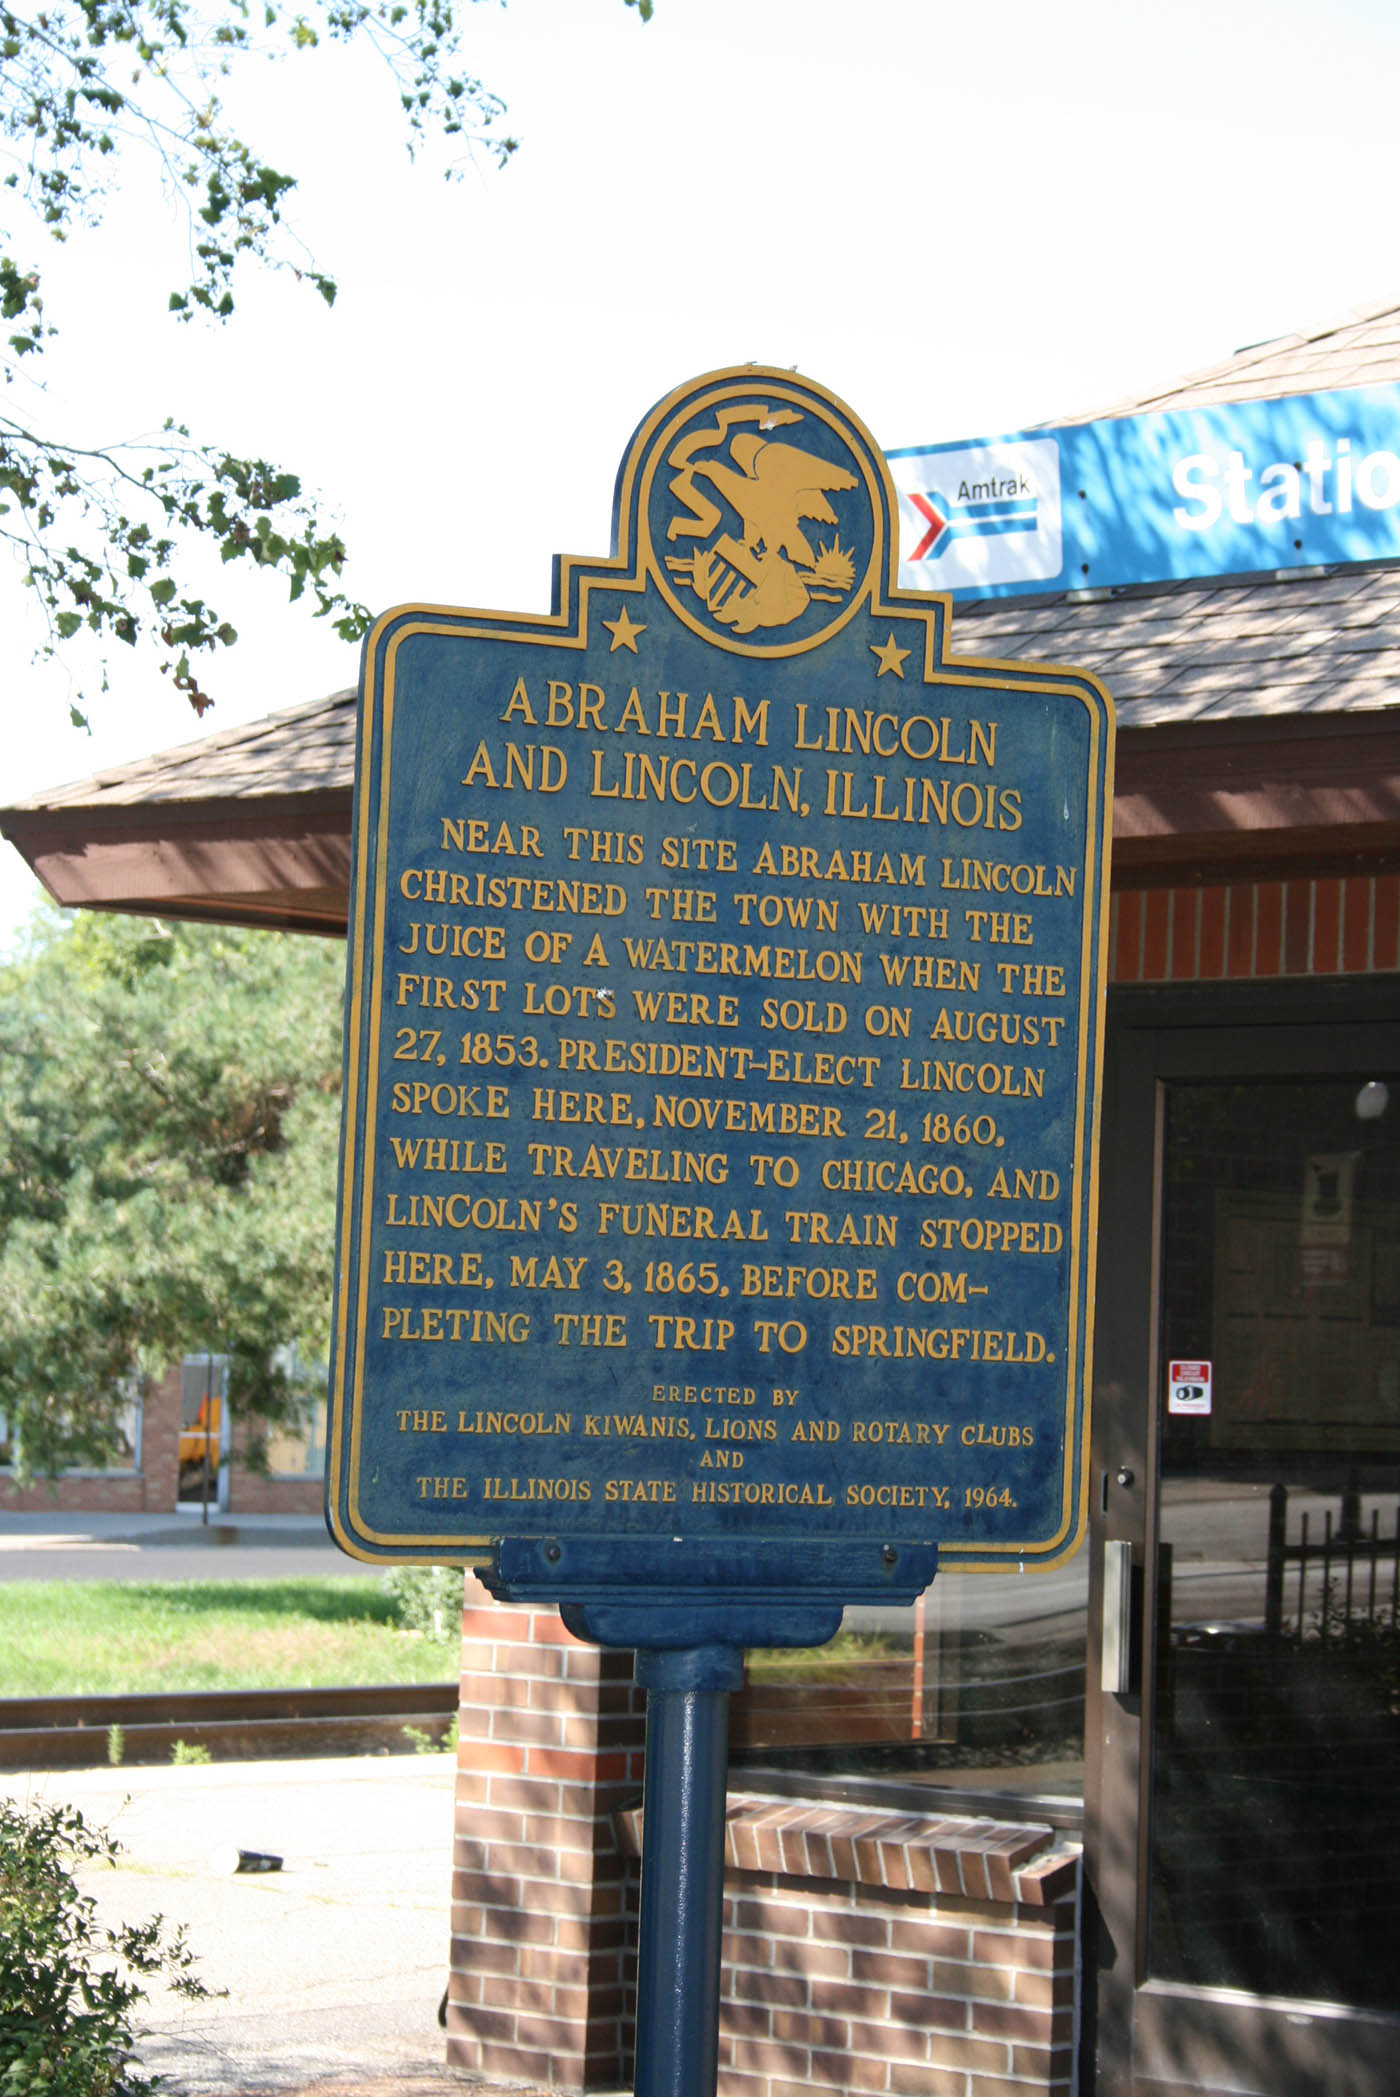 Amtrak
Statio
ABRAHAM LINCOLN
AND LINCOLN, ILLINOIS
NEAR THIS SITE ABRAHAM LINCOLN
CHRISTENED THE TOWN WITH THE
JUICE OF A WATERMELON WHEN THE
FIRST LOTS WERE SOLD ON AUGUST
27, 1853. PRESIDENT-ELECT LINCOLN
SPOKE HERE, NOVEMBER 21, 1860,
WHILE TRAVELING TO CHICAGO, AND
LINCOLN'S FUNERAL TRAIN STOPPED
HERE, MAY 3, 1865, BEFORE COM-
PLETING THE TRIP TO SPRINGFIELD.
ERECTED BY
THE LINCOLN KIWANIS, LIONS AND ROTARY CLUBS
AND
THE ILLINOIS STATE HISTORICAL SOCIETY, 1964.
CLOSED
CIRCUIT
TELEVISION